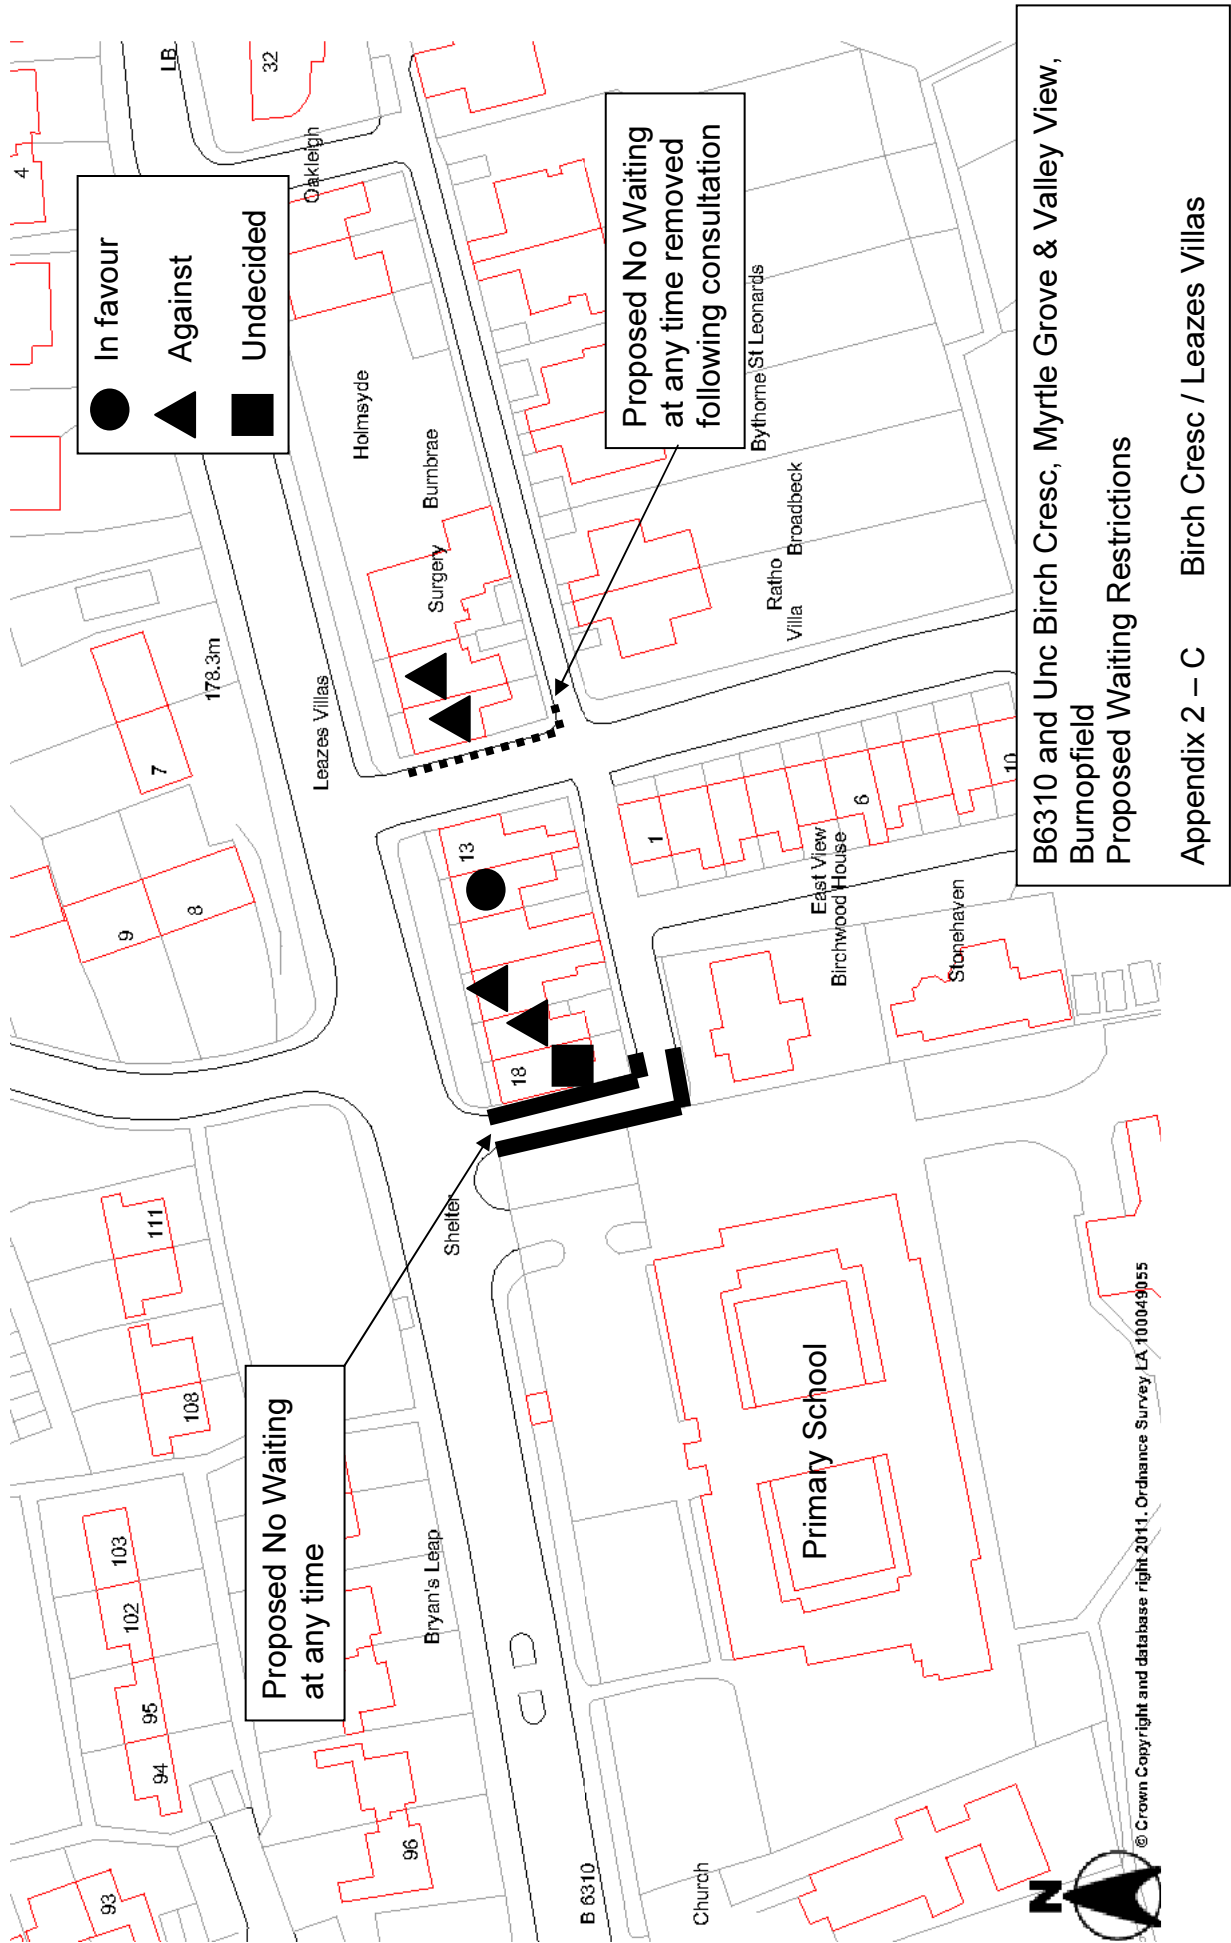 4
LB
32
Oakleigh
In favour
Against
Undecided
Holmsyde
Burnbrae
Surgery
Proposed No Waiting
at any time removed
following consultation
Bythorne St Leonards
Broadbeck
Ratho
Villa
178.3m
Leazes Villas
7
8
9
13
18
1
6
10
East View
Birchwood House
Stonehaven
Shelter
111
108
103
102
95
94
93
96
Proposed No Waiting
at any time
Bryan's Leap
B 6310
Church
Primary School
N
© Crown Copyright and database right 2011. Ordnance Survey LA 100049055
B6310 and Unc Birch Cresc, Myrtle Grove & Valley View,
Burnopfield
Proposed Waiting Restrictions
Appendix 2 – C Birch Cresc / Leazes Villas